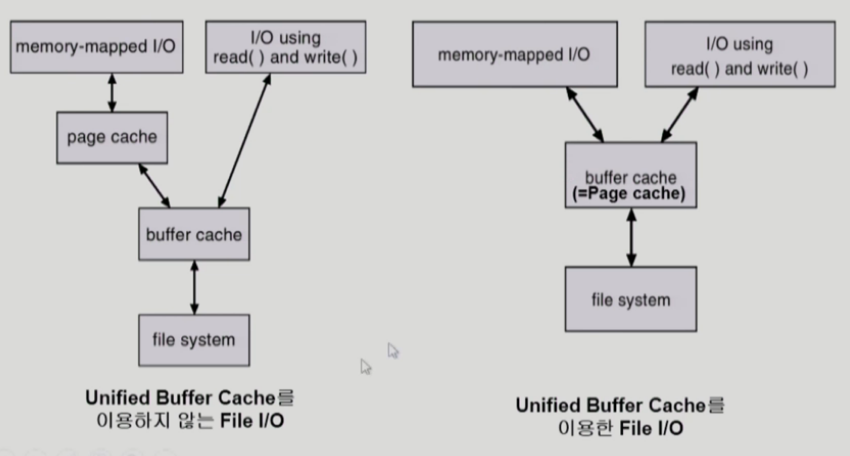 memory-mapped I/O
I/O using
read( ) and write( )
page cache
buffer cache
file system
Unified Buffer Cache를
이용하지 않는 File I/O
memory-mapped I/O
I/O using
read( ) and write( )
buffer cache
(=Page cache)
file system
Unified Buffer Cache를
이용한 File I/O